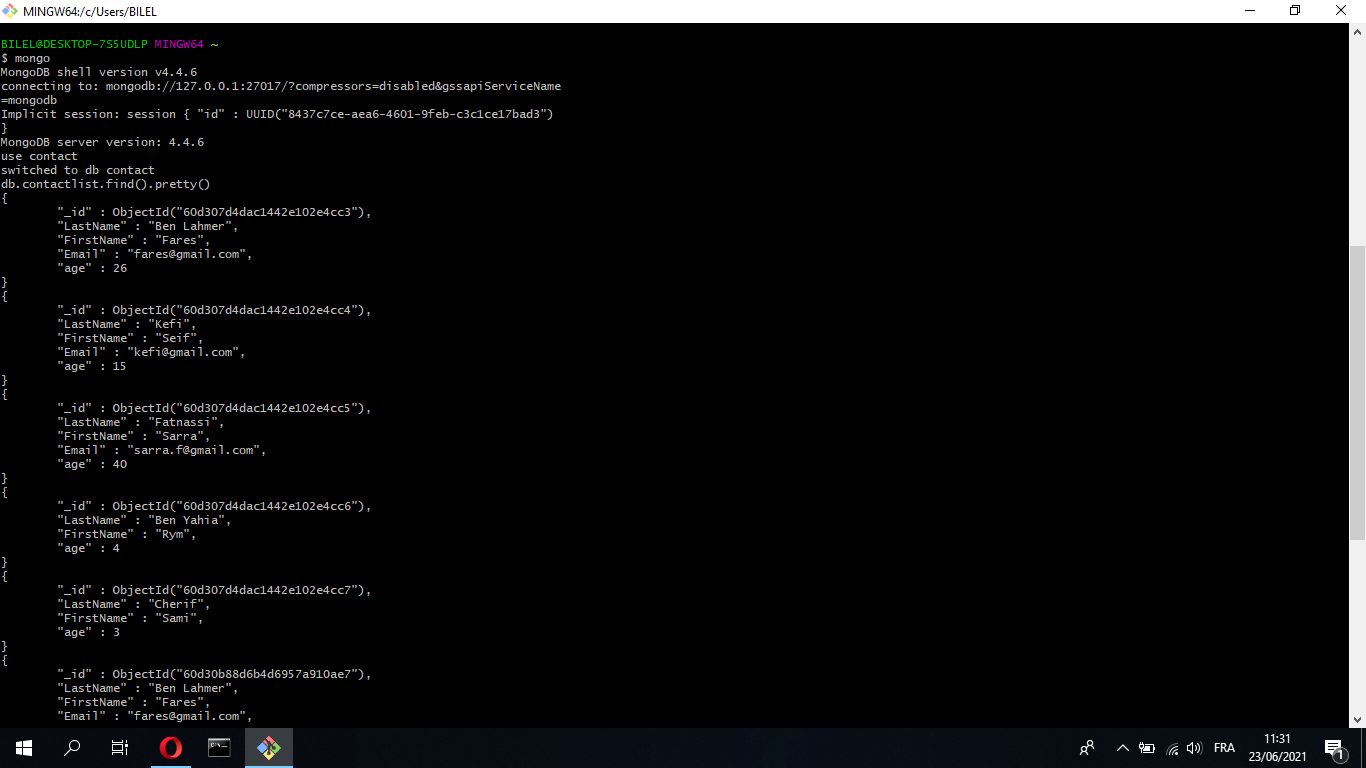 MINGW64:/c/Users/BILEL
BILEL@DESKTOP-7S5UDLP MINGW64 ~
$ mongo
MongoDB shell version v4.4.6
connecting to: mongodb://127.0.0.1:27017/?compressors=disabled&gssapiServiceName
=mongodb
Implicit session: session { "id" : UUID("8437c7ce-aea6-4601-9feb-c3c1ce17bad3")
}
MongoDB server version: 4.4.6
use contact
switched to db contact
db.contactlist.find().pretty()
{
"_id" : ObjectId("60d307d4dac1442e102e4cc3"),
"LastName" : "Ben Lahmer",
"FirstName" : "Fares",
"Email" : "fares@gmail.com",
"age" : 26
}
{
"_id" : ObjectId("60d307d4dac1442e102e4cc4"),
"LastName" : "Kefi",
"FirstName" : "Seif",
"Email" : "kefi@gmail.com",
"age" : 15
}
{
"_id" : ObjectId("60d307d4dac1442e102e4cc5"),
"LastName" : "Fatnassi",
"FirstName" : "Sarra",
"Email" : "sarra.f@gmail.com",
"age" : 40
}
{
"_id" : ObjectId("60d307d4dac1442e102e4cc6"),
"LastName" : "Ben Yahia",
"FirstName" : "Rym",
"age" : 4
}
{
"_id" : ObjectId("60d307d4dac1442e102e4cc7"),
"LastName" : "Cherif",
"FirstName" : "Sami",
"age" : 3
}
{
"_id" : ObjectId("60d30b88d6b4d6957a910ae7"),
"LastName" : "Ben Lahmer",
"FirstName" : "Fares",
"Email" : "fares@gmail.com",
FRA
11:31
23/06/2021
1